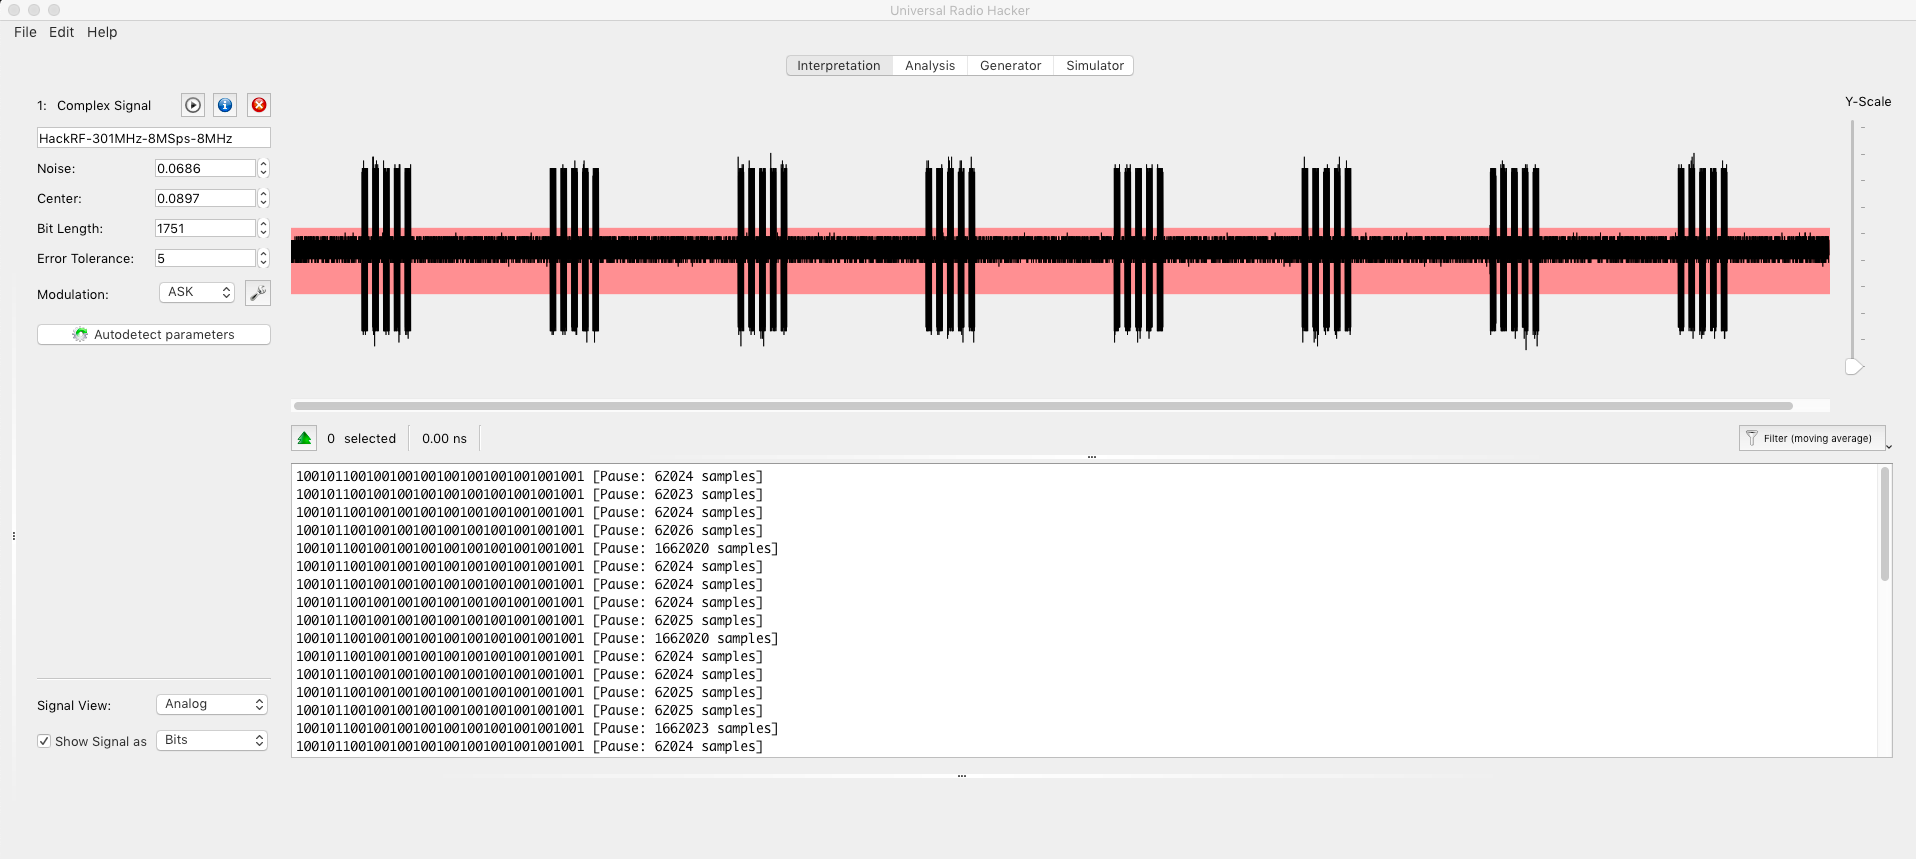 Universal Radio Hacker
File Edit Help
Interpretation Analysis Generator Simulator
1: Complex Signal
HackRF-301MHz-8MSps-8MHz
Noise: 0.0686
Center: 0.0897
Bit Length: 1751
Error Tolerance: 5
Modulation: ASK
Autodetect parameters
Y-Scale
0 selected 0.00 ns
Filter (moving average)
1001011001001001001001001001001001001 [Pause: 62024 samples]
1001011001001001001001001001001001001 [Pause: 62023 samples]
1001011001001001001001001001001001001 [Pause: 62024 samples]
1001011001001001001001001001001001001 [Pause: 62026 samples]
1001011001001001001001001001001001001 [Pause: 1662020 samples]
1001011001001001001001001001001001001 [Pause: 62024 samples]
1001011001001001001001001001001001001 [Pause: 62024 samples]
1001011001001001001001001001001001001 [Pause: 62024 samples]
1001011001001001001001001001001001001 [Pause: 62025 samples]
1001011001001001001001001001001001001 [Pause: 1662020 samples]
1001011001001001001001001001001001001 [Pause: 62024 samples]
1001011001001001001001001001001001001 [Pause: 62024 samples]
1001011001001001001001001001001001001 [Pause: 62025 samples]
1001011001001001001001001001001001001 [Pause: 62025 samples]
1001011001001001001001001001001001001 [Pause: 1662023 samples]
1001011001001001001001001001001001001 [Pause: 62024 samples]
Signal View: Analog
Show Signal as Bits